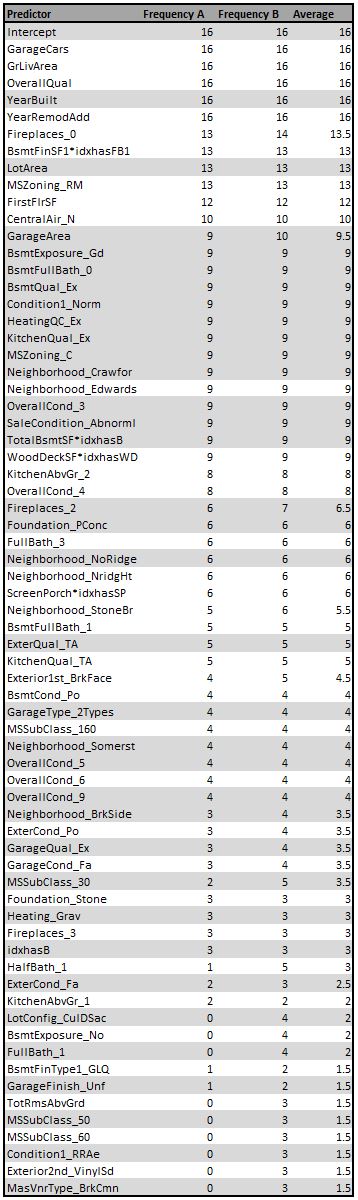 Predictor Frequency A Frequency B Average
Intercept 16 16 16
GarageCars 16 16 16
GrLivArea 16 16 16
OverallQual 16 16 16
YearBuilt 16 16 16
YearRemodAdd 16 16 16
Fireplaces_0 13 14 13.5
BsmtFinSF1*idxhasFB1 13 13 13
LotArea 13 13 13
MSZoning_RM 13 13 13
FirstFlrSF 12 12 12
CentralAir_N 10 10 10
GarageArea 9 10 9.5
BsmtExposure_Gd 9 9 9
BsmtFullBath_0 9 9 9
BsmtQual_Ex 9 9 9
Condition1_Norm 9 9 9
HeatingQC_Ex 9 9 9
KitchenQual_Ex 9 9 9
MSZoning_C 9 9 9
Neighborhood_Crawfor 9 9 9
Neighborhood_Edwards 9 9 9
OverallCond_3 9 9 9
SaleCondition_Abnorml 9 9 9
TotalBsmtSF*idxhasB 9 9 9
WoodDeckSF*idxhasWD 9 9 9
KitchenAbvGr_2 8 8 8
OverallCond_4 8 8 8
Fireplaces_2 6 7 6.5
Foundation_PConc 6 6 6
FullBath_3 6 6 6
Neighborhood_NoRidge 6 6 6
Neighborhood_NridgHt 6 6 6
ScreenPorch*idxhasSP 6 6 6
Neighborhood_StoneBr 5 6 5.5
BsmtFullBath_1 5 5 5
ExterQual_TA 5 5 5
KitchenQual_TA 5 5 5
Exterior1st_BrkFace 4 5 4.5
BsmtCond_Po 4 4 4
GarageType_2Types 4 4 4
MSSubClass_160 4 4 4
Neighborhood_Somerst 4 4 4
OverallCond_5 4 4 4
OverallCond_6 4 4 4
OverallCond_9 4 4 4
Neighborhood_BrkSide 3 4 3.5
ExterCond_Po 3 4 3.5
GarageQual_Ex 3 4 3.5
GarageCond_Fa 3 4 3.5
MSSubClass_30 2 5 3.5
Foundation_Stone 3 3 3
Heating_Grav 3 3 3
Fireplaces_3 3 3 3
idxhasB 3 3 3
HalfBath_1 1 5 3
ExterCond_Fa 2 3 2.5
KitchenAbvGr_1 2 2 2
LotConfig_CulDSac 0 4 2
BsmtExposure_No 0 4 2
FullBath_1 0 4 2
BsmtFinType1_GLQ 1 2 1.5
GarageFinish_Unf 1 2 1.5
TotRmsAbvGrd 0 3 1.5
MSSubClass_50 0 3 1.5
MSSubClass_60 0 3 1.5
Condition1_RRAe 0 3 1.5
Exterior2nd_VinylSd 0 3 1.5
MasVnrType_BrkCmn 0 3 1.5